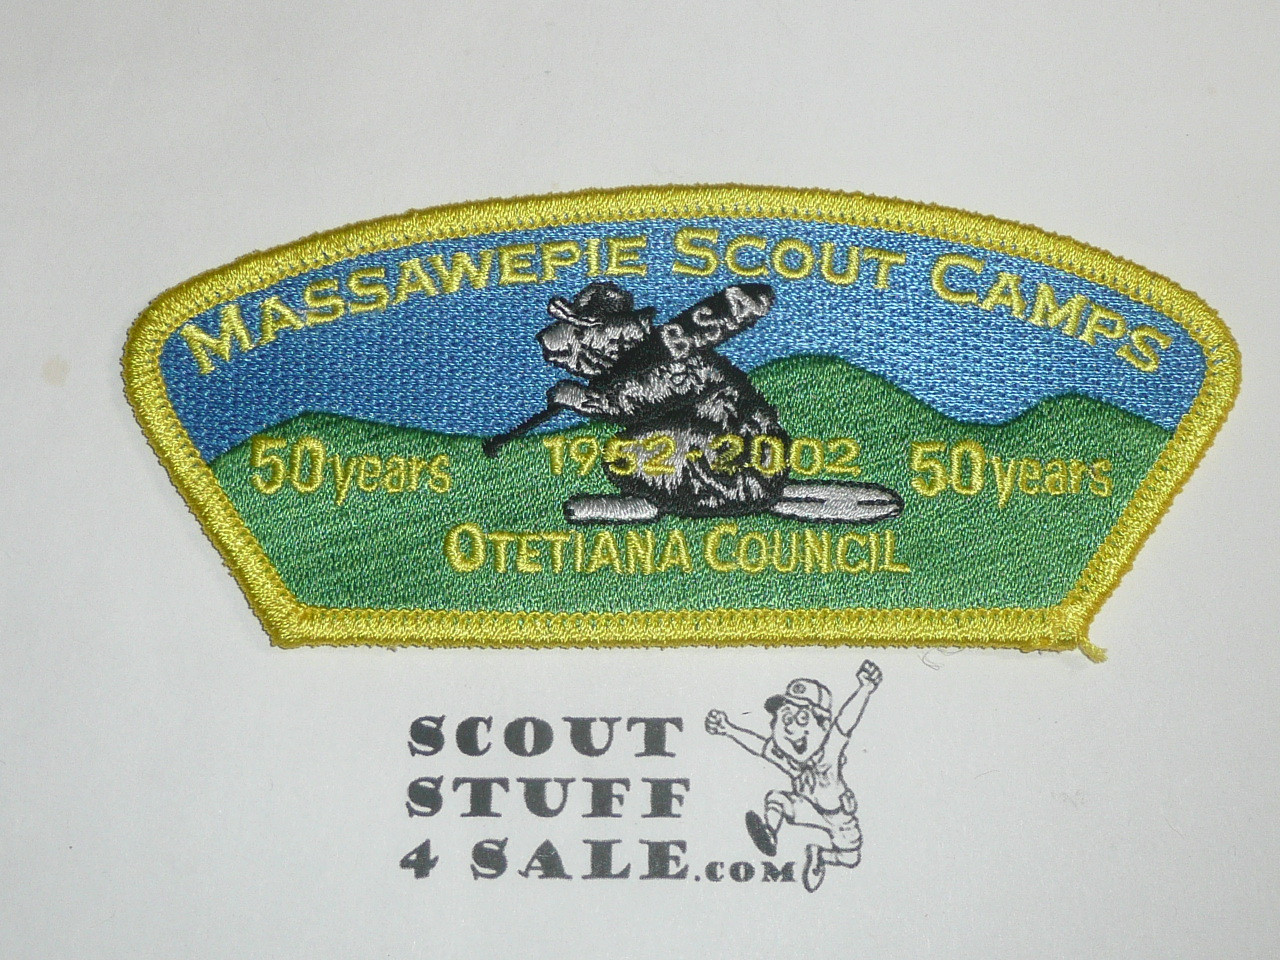 MASSAWEPIE SCOUT CAMPS
B.S.A.
50 years 1952-2002 50 years
OTETIANA COUNCIL
SCOUT
STUFF
4 SALE.COM